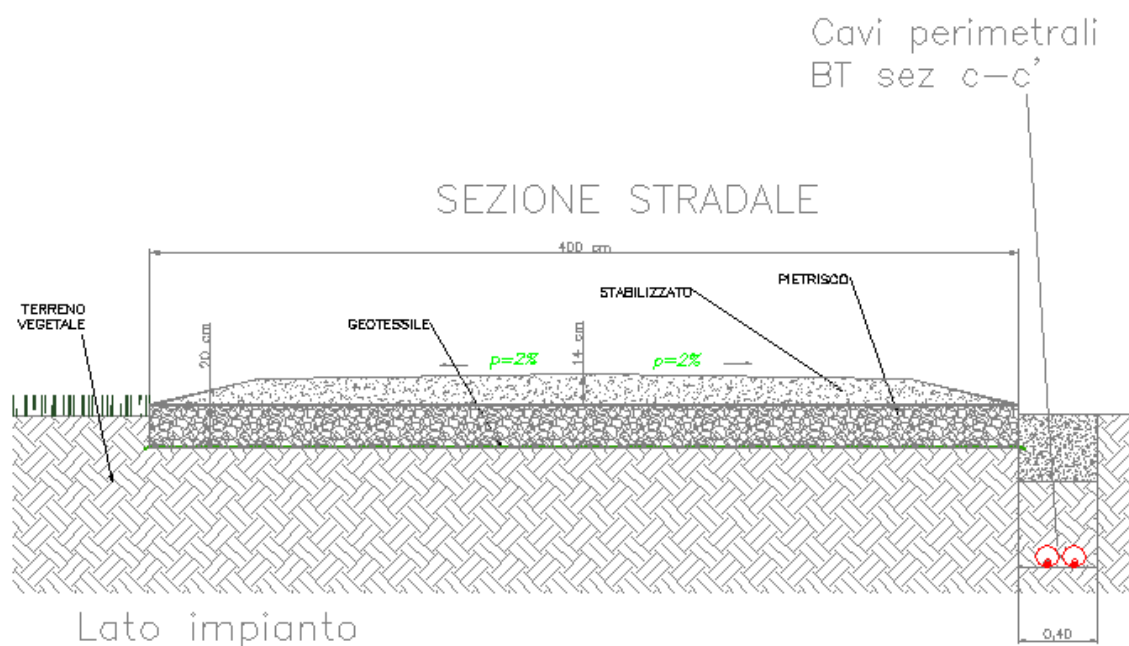 Cavi perimetrali
BT sez c-c'
SEZIONE STRADALE
400 cm
PIETRISCO
STABILIZZATO
TERRENO
VEGETALE
GEOTESSILE
20 cm
14 cm
p=2%
p=2%
Lato impianto
0,40